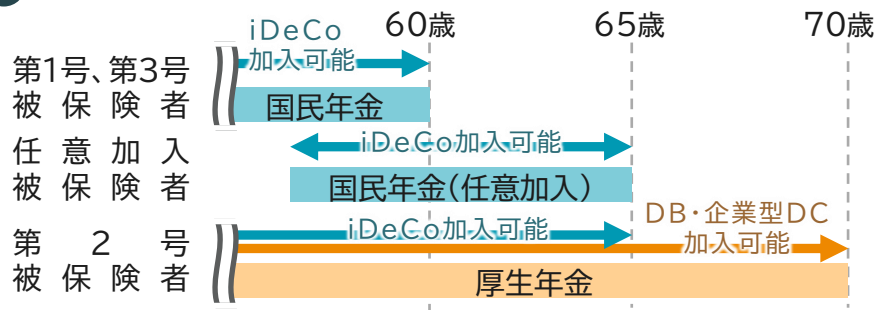 60歳 65歳 70歳
iDeCo
加入可能
第1号、第3号
被保険者
国民年金
任意加入
被保険者
iDeCo加入可能
国民年金(任意加入)
第2号
被保険者
iDeCo加入可能
DB・企業型DC
加入可能
厚生年金